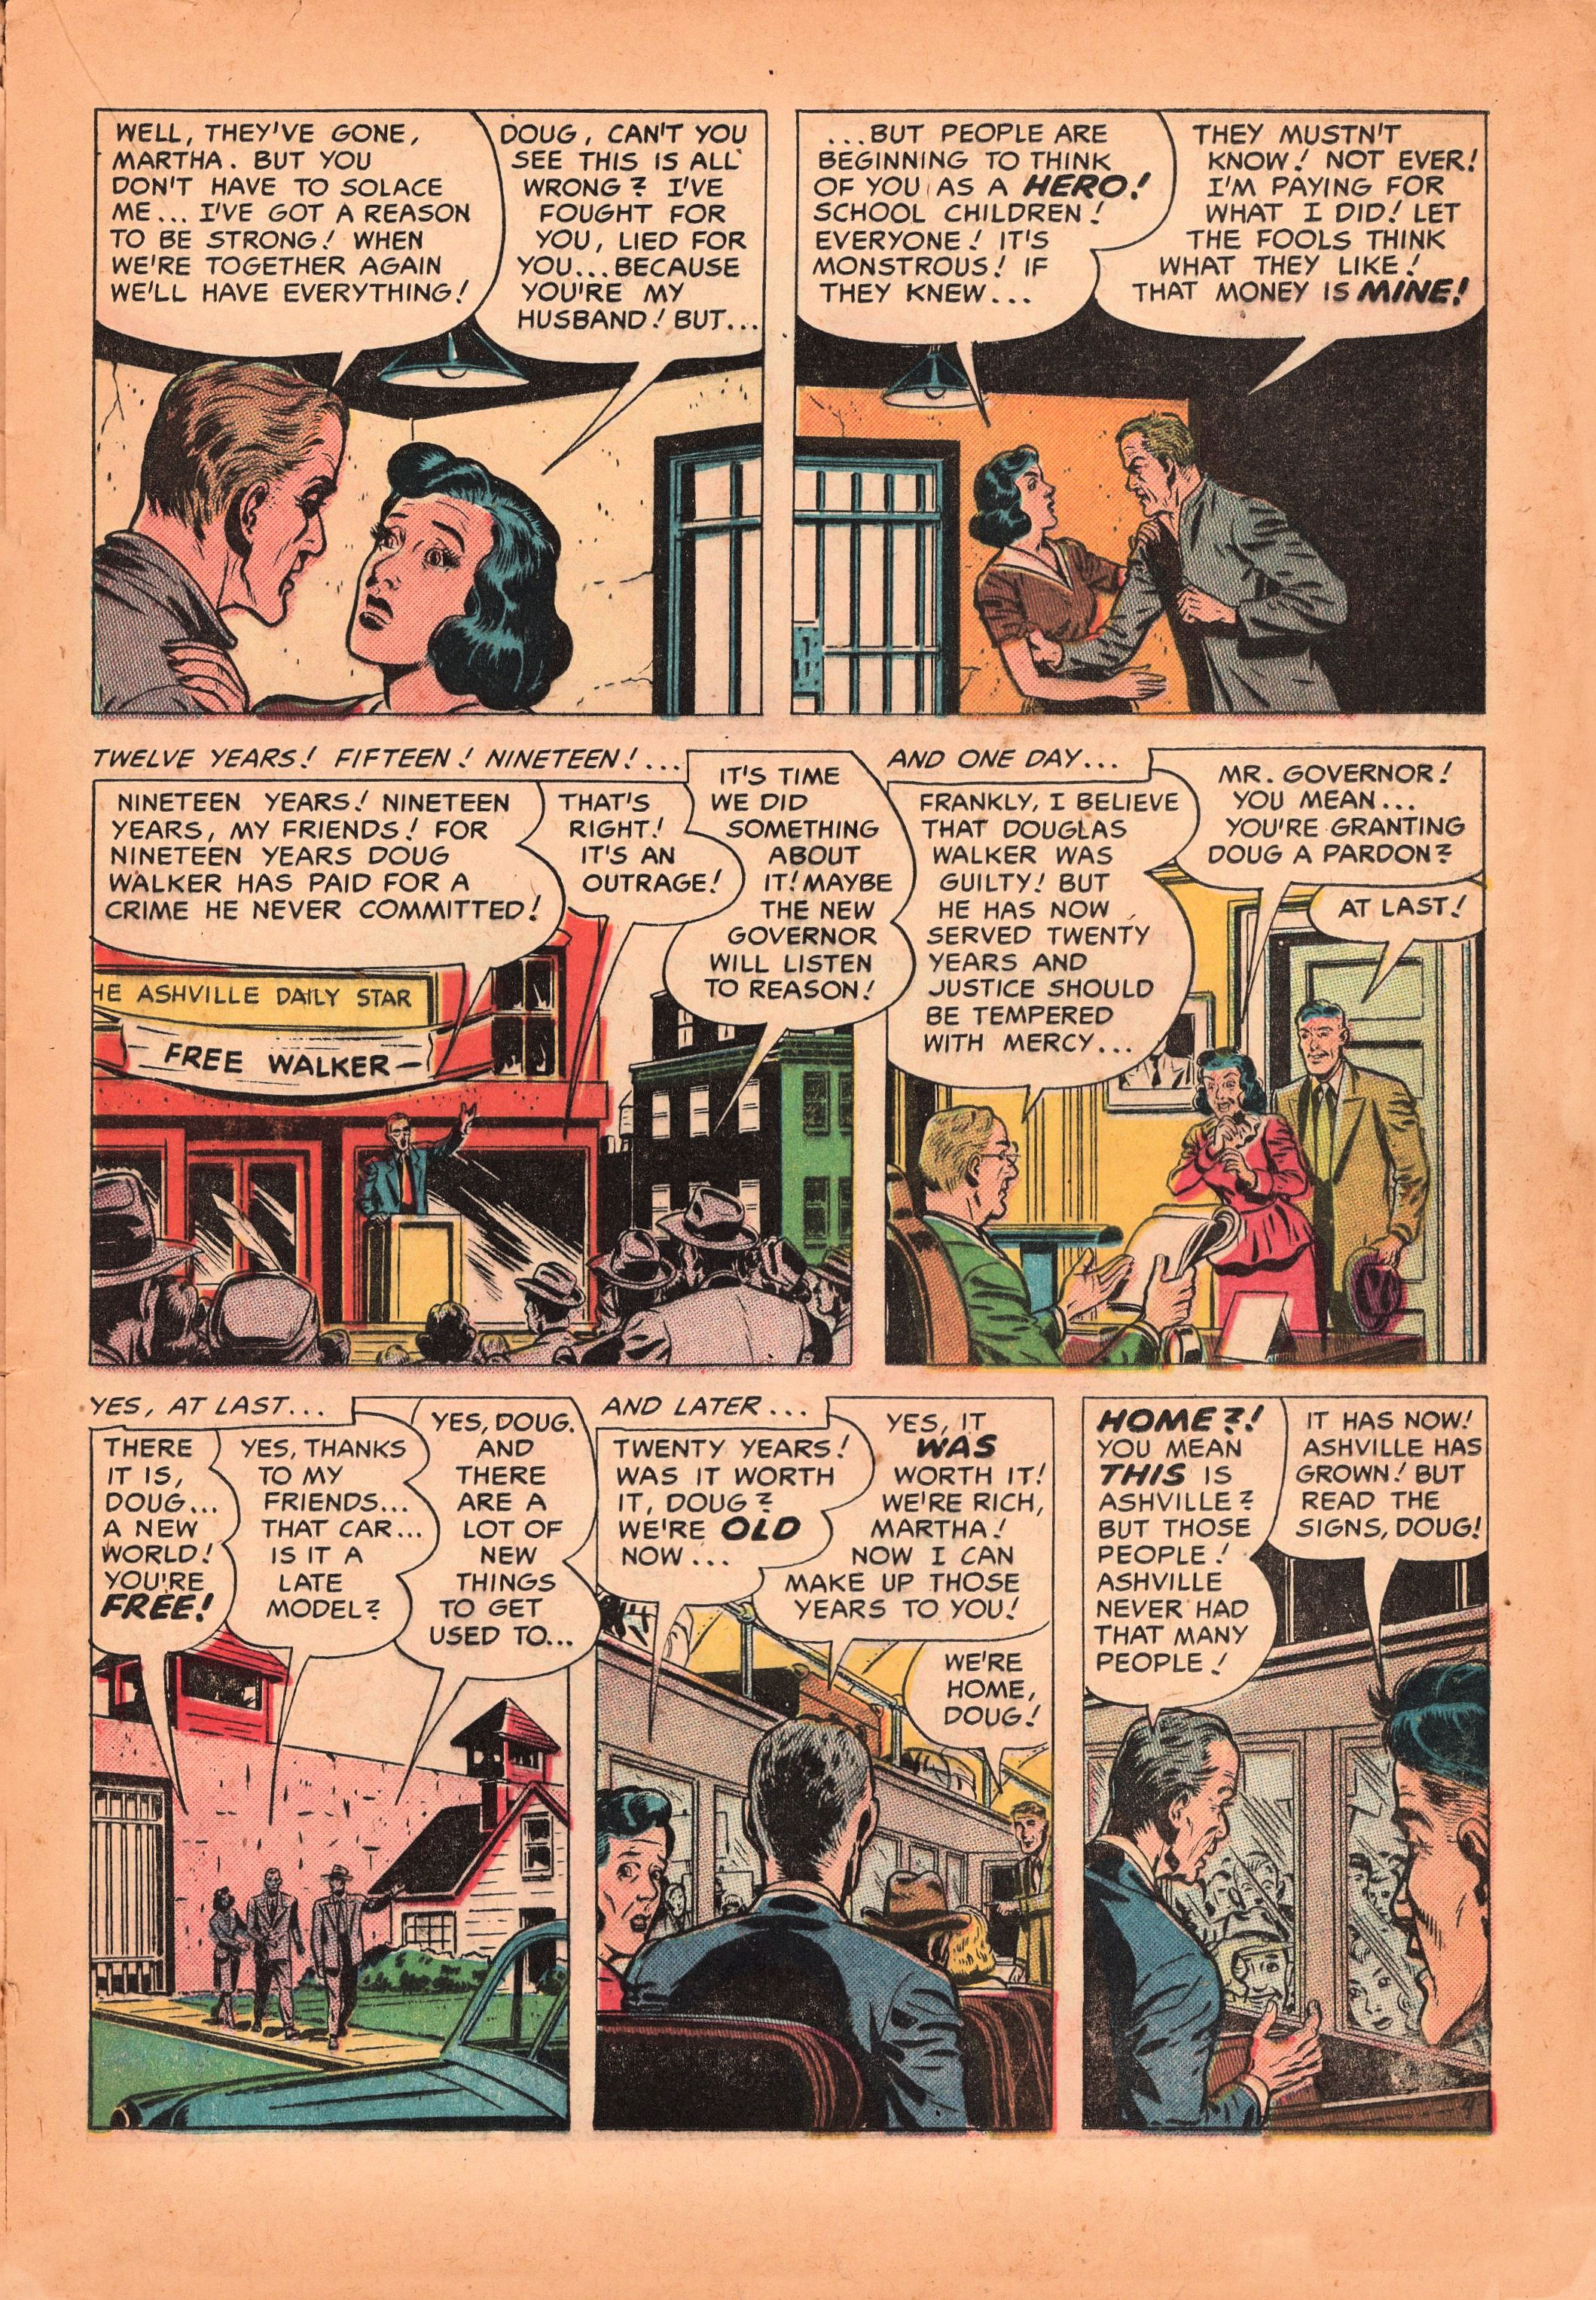 WELL, THEY'VE GONE,
MARTHA. BUT YOU
DON'T HAVE TO SOLACE
ME... I'VE GOT A REASON
TO BE STRONG! WHEN
WE'RE TOGETHER AGAIN
WE'LL HAVE EVERYTHING!
DOUG, CAN'T YOU
SEE THIS IS ALL
WRONG? I'VE
FOUGHT FOR
YOU, LIED FOR
YOU...BECAUSE
YOU'RE MY
HUSBAND! BUT...
...BUT PEOPLE ARE
BEGINNING TO THINK
OF YOU AS A HERO!
SCHOOL CHILDREN!
EVERYONE! IT'S
MONSTROUS! IF
THEY KNEW...
THEY MUSTN'T
KNOW! NOT EVER!
I'M PAYING FOR
WHAT I DID! LET
THE FOOLS THINK
WHAT THEY LIKE!
THAT MONEY IS MINE!
TWELVE YEARS! FIFTEEN! NINETEEN!...
NINETEEN YEARS! NINETEEN
YEARS, MY FRIENDS! FOR
NINETEEN YEARS DOUG
WALKER HAS PAID FOR A
CRIME HE NEVER COMMITTED!
THAT'S
RIGHT!
IT'S AN
OUTRAGE!
IT'S TIME
WE DID
SOMETHING
ABOUT
IT! MAYBE
THE NEW
GOVERNOR
WILL LISTEN
TO REASON!
HE ASHVILLE DAILY STAR
FREE WALKER—
AND ONE DAY...
FRANKLY, I BELIEVE
THAT DOUGLAS
WALKER WAS
GUILTY! BUT
HE HAS NOW
SERVED TWENTY
YEARS AND
JUSTICE SHOULD
BE TEMPERED
WITH MERCY...
MR. GOVERNOR!
YOU MEAN...
YOU'RE GRANTING
DOUG A PARDON?
AT LAST!
YES, AT LAST...
THERE
IT IS,
DOUG...
A NEW
WORLD!
YOU'RE
FREE!
YES, THANKS
TO MY
FRIENDS...
THAT CAR...
IS IT A
LATE
MODEL?
YES, DOUG.
AND
THERE
ARE A
LOT OF
NEW
THINGS
TO GET
USED TO...
AND LATER...
TWENTY YEARS!
WAS IT WORTH
IT, DOUG?
WE'RE OLD
NOW...
YES, IT
WAS
WORTH IT!
WE'RE RICH,
MARTHA!
NOW I CAN
MAKE UP THOSE
YEARS TO YOU!
WE'RE
HOME,
DOUG!
HOME?!
YOU MEAN
THIS IS
ASHVILLE?
BUT THOSE
PEOPLE!
ASHVILLE
NEVER HAD
THAT MANY
PEOPLE!
IT HAS NOW!
ASHVILLE HAS
GROWN! BUT
READ THE
SIGNS, DOUG!
4